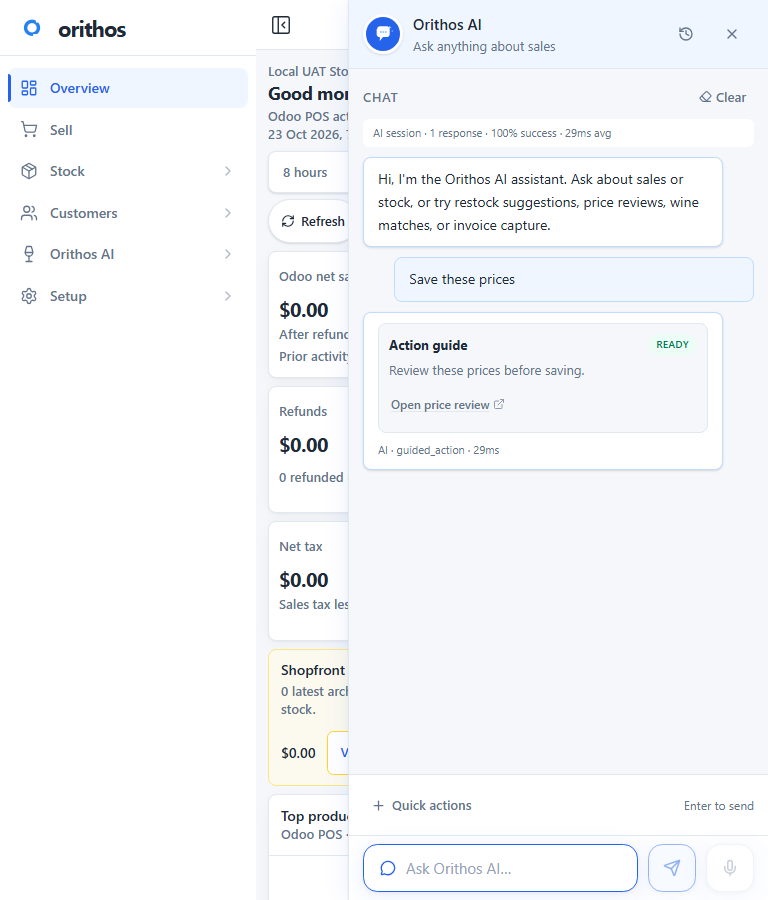 orithos
Overview
Sell
Stock
Customers
Orithos AI
Setup
Local UAT Sto
Good mor
Odoo POS act
23 Oct 2026,
8 hours
Refresh
Odoo net sa
$0.00
After refund
Prior activity
Refunds
$0.00
0 refunded
Net tax
$0.00
Sales tax les
Shopfront
0 latest arch
stock.
$0.00
V
Top produc
Odoo POS ·
Orithos AI
Ask anything about sales
CHAT
Clear
AI session · 1 response · 100% success · 29ms avg
Hi, I'm the Orithos AI assistant. Ask about sales or
stock, or try restock suggestions, price reviews, wine
matches, or invoice capture.
Save these prices
Action guide
READY
Review these prices before saving.
Open price review
AI · guided_action · 29ms
Quick actions
Enter to send
Ask Orithos AI...